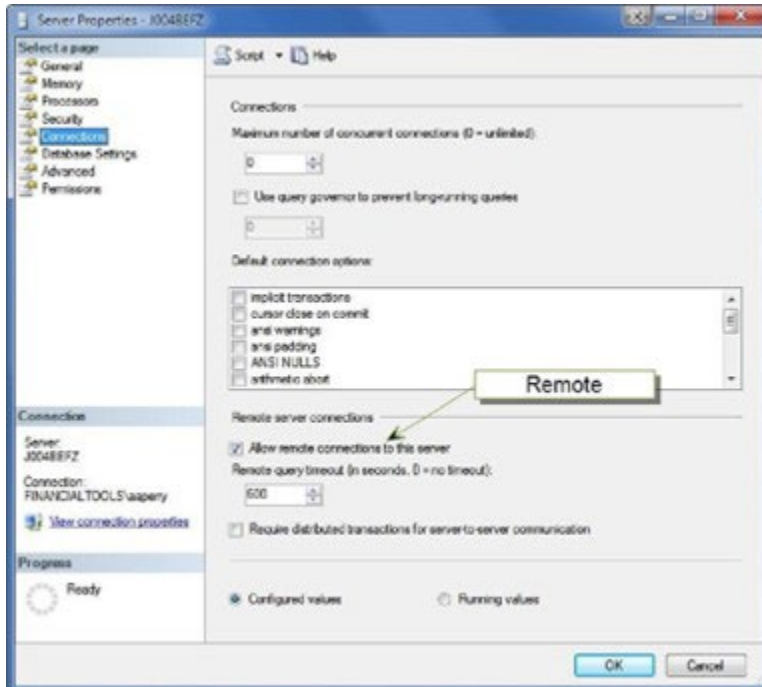 Server Properties - J004BEFZ
Select a page
General
Memory
Processors
Security
Connections
Database Settings
Advanced
Permissions
Script
Help
Connections
Maximum number of concurrent connections (0 = unlimited):
0
Use query governor to prevent long-running queries
0
Default connection options:
implicit transactions
cursor close on commit
ansi warnings
ansi padding
ANSI NULLS
arithmetic abort
Remote
Remote server connections
Allow remote connections to this server
Remote query timeout (in seconds, 0 = no timeout):
600
Require distributed transactions for server-to-server communication
Configured values
Running values
Connection
Server:
J004BEFZ
Connection:
FINANCIALTOOLS\aapery
View connection properties
Progress
Ready
OK
Cancel